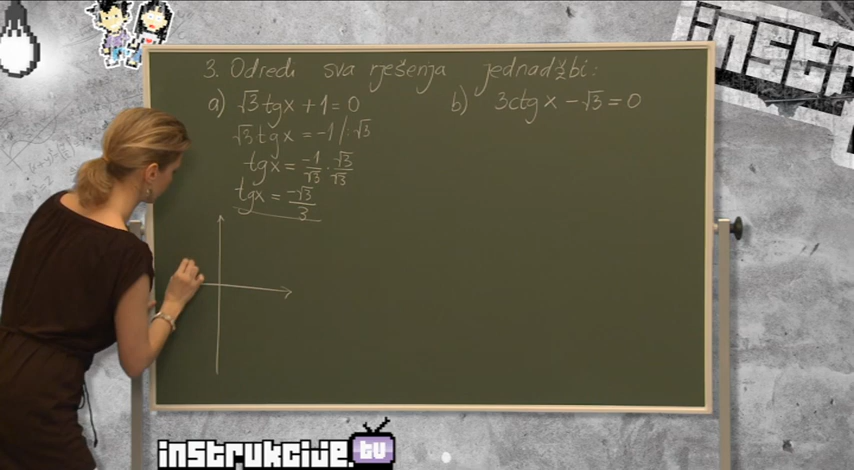 3. Odredi sva rješenja jednadžbi:
a) √3 tgx + 1 = 0
√3 tgx = -1 /: √3
tgx = -1/√3 · √3/√3
tgx = -√3/3
b) 3ctgx - √3 = 0
instrukcije.tv